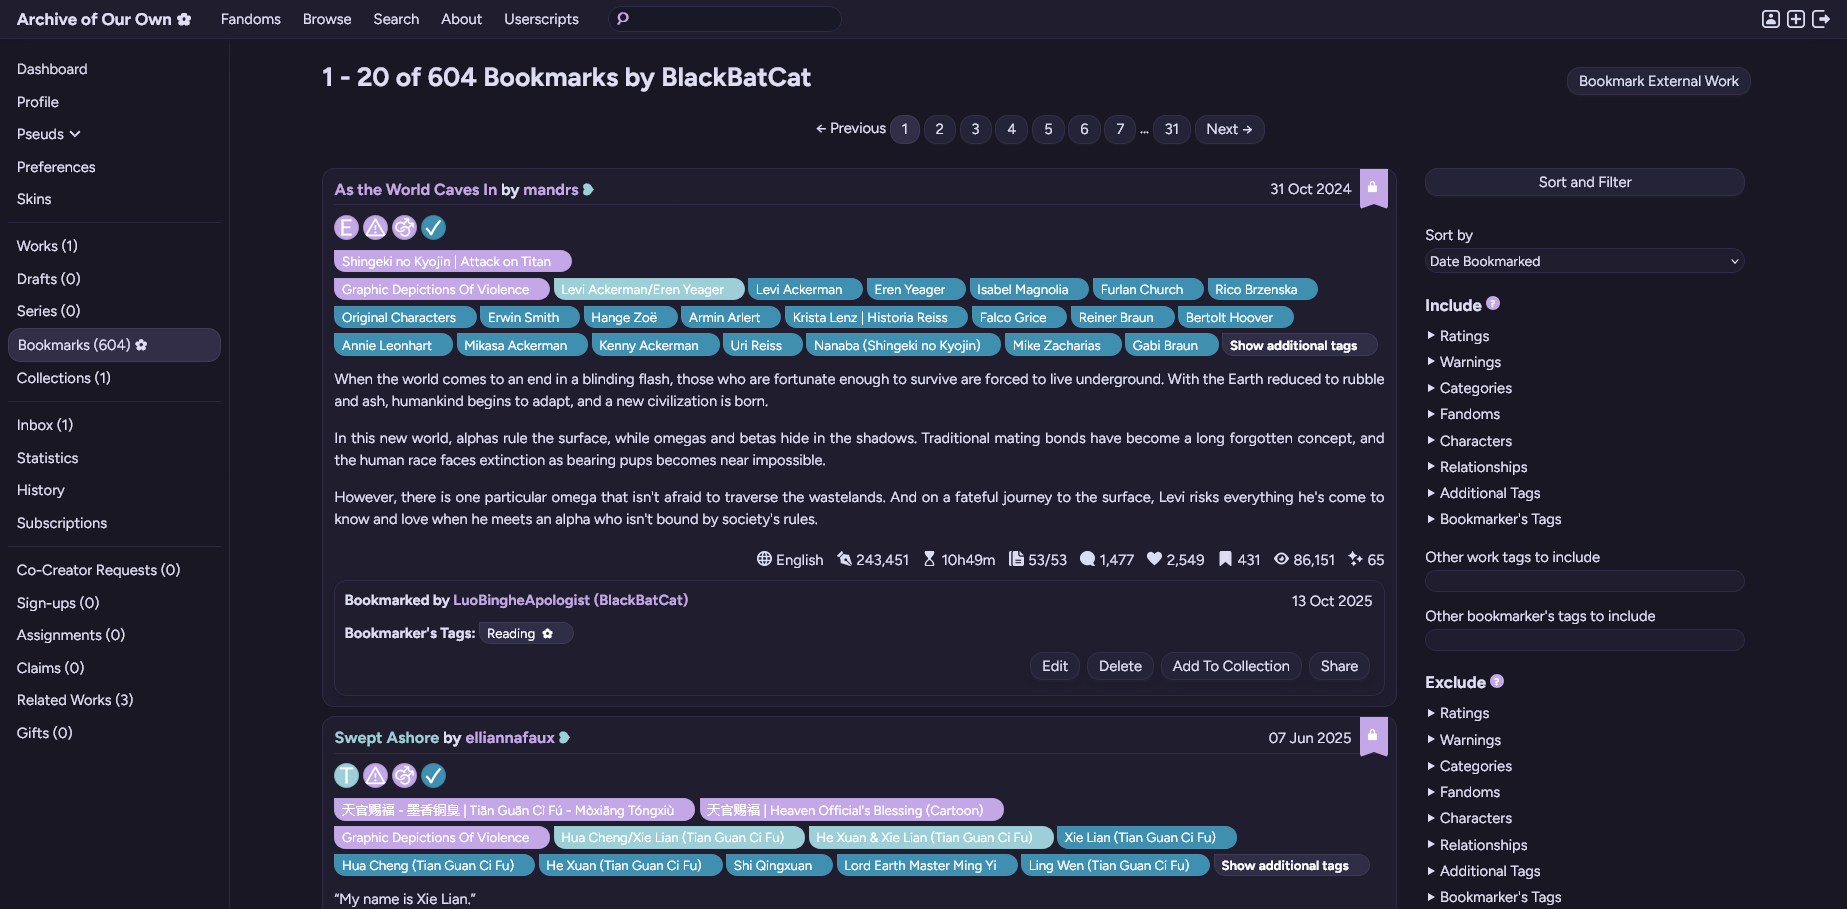 Archive of Our Own ✿ Fandoms Browse Search About Userscripts
Dashboard
Profile
Pseuds
Preferences
Skins
Works (1)
Drafts (0)
Series (0)
Bookmarks (604) ✿
Collections (1)
Inbox (1)
Statistics
History
Subscriptions
Co-Creator Requests (0)
Sign-ups (0)
Assignments (0)
Claims (0)
Related Works (3)
Gifts (0)
1 - 20 of 604 Bookmarks by BlackBatCat
Bookmark External Work
← Previous 1 2 3 4 5 6 7 ... 31 Next →
As the World Caves In by mandrs
31 Oct 2024
E
Shingeki no Kyojin | Attack on Titan
Graphic Depictions Of Violence Levi Ackerman/Eren Yeager Levi Ackerman Eren Yeager Isabel Magnolia Furlan Church Rico Brzenska
Original Characters Erwin Smith Hange Zoë Armin Arlert Krista Lenz | Historia Reiss Falco Grice Reiner Braun Bertolt Hoover
Annie Leonhart Mikasa Ackerman Kenny Ackerman Uri Reiss Nanaba (Shingeki no Kyojin) Mike Zacharias Gabi Braun Show additional tags
When the world comes to an end in a blinding flash, those who are fortunate enough to survive are forced to live underground. With the Earth reduced to rubble
and ash, humankind begins to adapt, and a new civilization is born.
In this new world, alphas rule the surface, while omegas and betas hide in the shadows. Traditional mating bonds have become a long forgotten concept, and
the human race faces extinction as bearing pups becomes near impossible.
However, there is one particular omega that isn't afraid to traverse the wastelands. And on a fateful journey to the surface, Levi risks everything he's come to
know and love when he meets an alpha who isn't bound by society's rules.
English 243,451 10h49m 53/53 1,477 2,549 431 86,151 65
Bookmarked by LuoBingheApologist (BlackBatCat)
13 Oct 2025
Bookmarker's Tags: Reading ✿
Edit Delete Add To Collection Share
Swept Ashore by elliannafaux
07 Jun 2025
T
天官赐福 - 墨香铜臭 | Tiān Guān Cì Fú - Mòxiāng Tóngxiù 天官赐福 | Heaven Official's Blessing (Cartoon)
Graphic Depictions Of Violence Hua Cheng/Xie Lian (Tian Guan Ci Fu) He Xuan & Xie Lian (Tian Guan Ci Fu) Xie Lian (Tian Guan Ci Fu)
Hua Cheng (Tian Guan Ci Fu) He Xuan (Tian Guan Ci Fu) Shi Qingxuan Lord Earth Master Ming Yi Ling Wen (Tian Guan Ci Fu) Show additional tags
"My name is Xie Lian."
Sort and Filter
Sort by
Date Bookmarked
Include ?
Ratings
Warnings
Categories
Fandoms
Characters
Relationships
Additional Tags
Bookmarker's Tags
Other work tags to include
Other bookmarker's tags to include
Exclude ?
Ratings
Warnings
Categories
Fandoms
Characters
Relationships
Additional Tags
Bookmarker's Tags